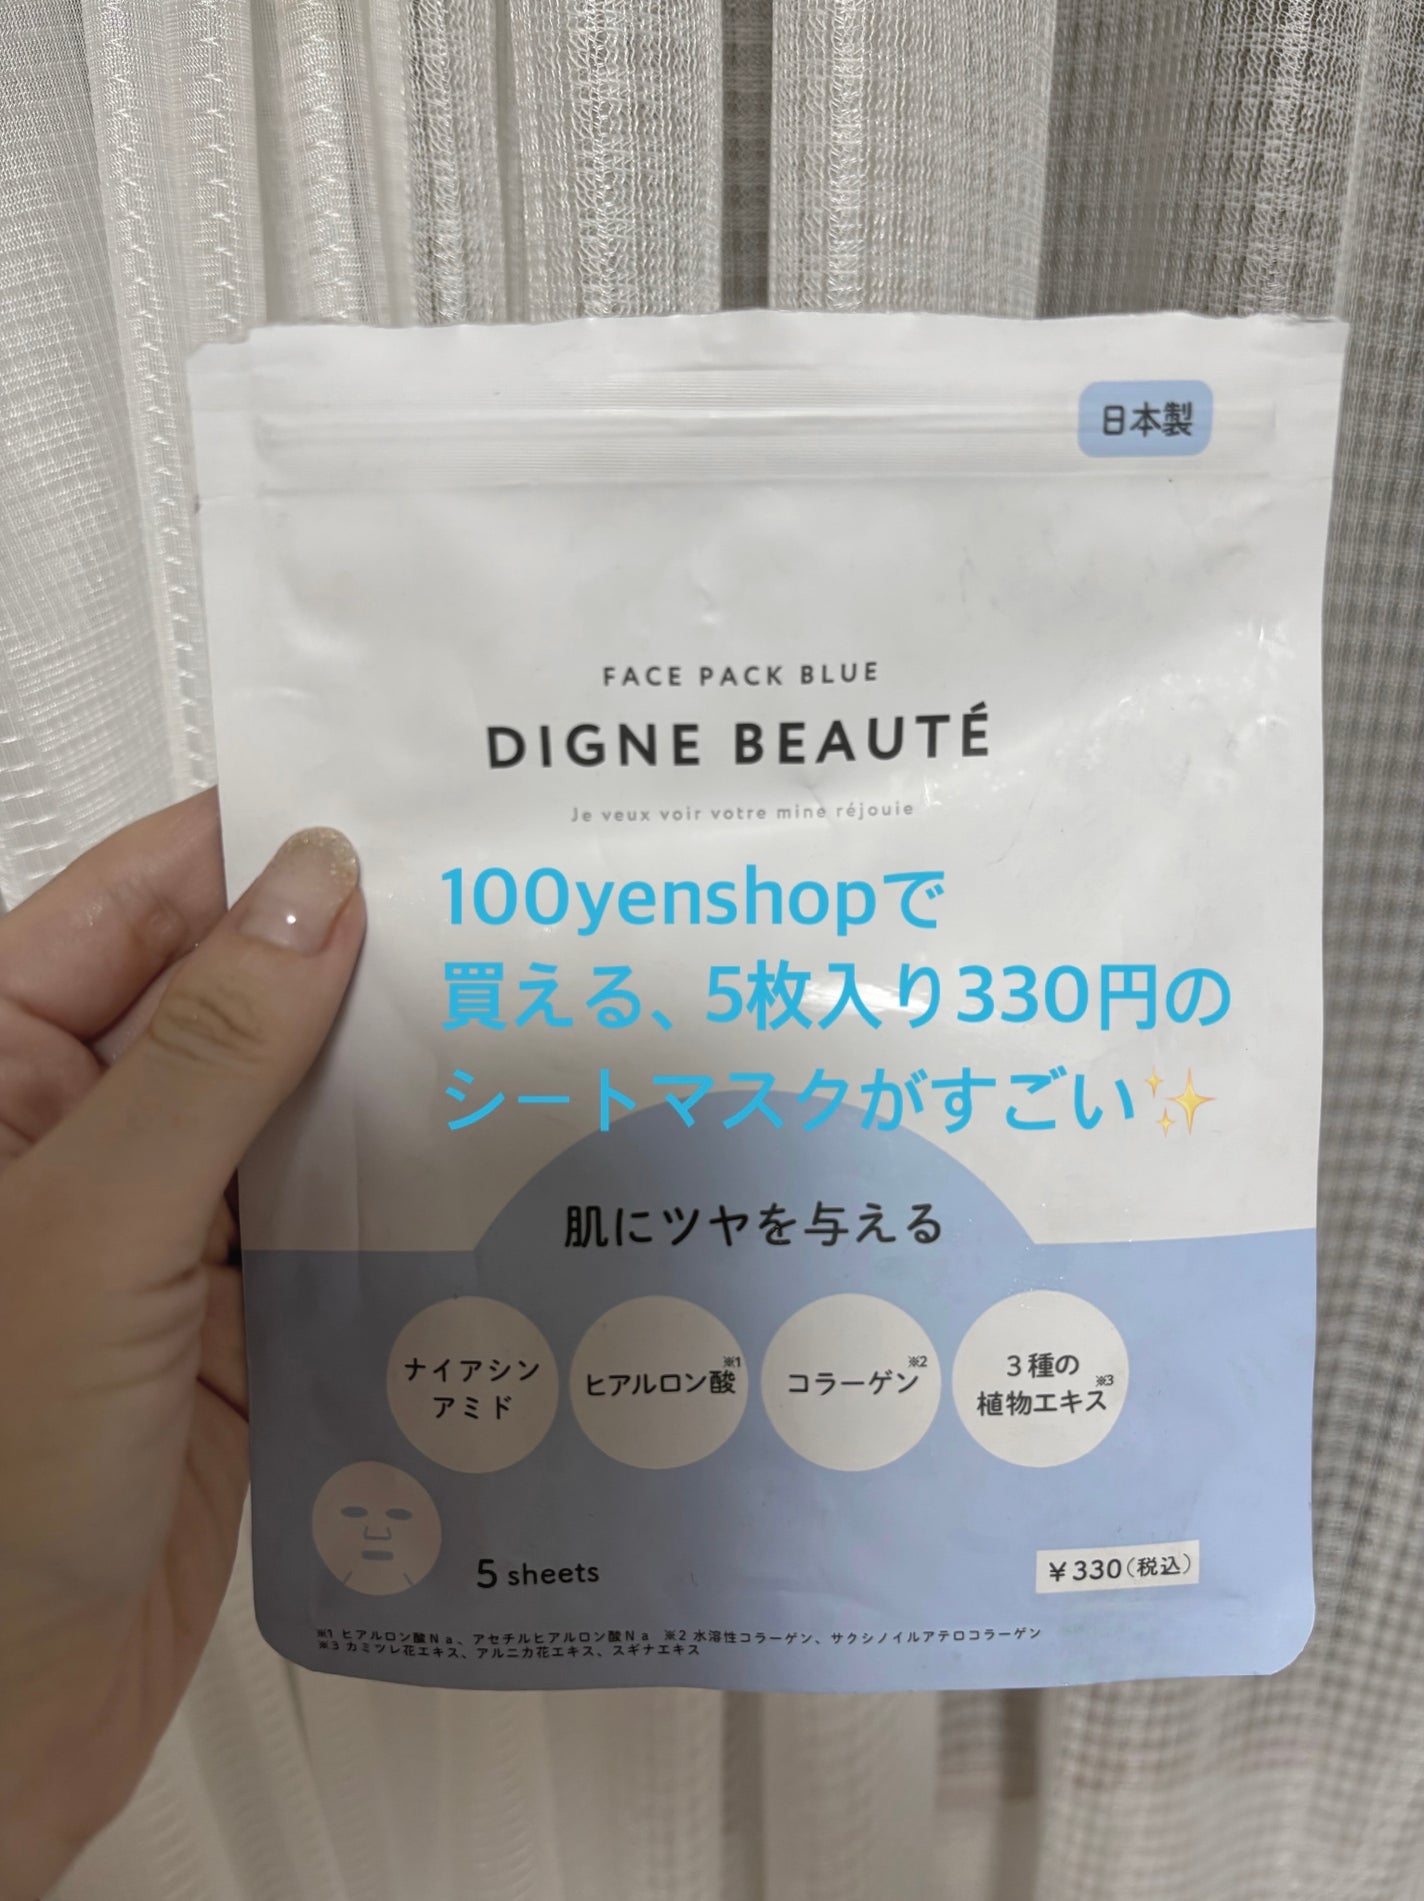 日本製
FACE PACK BLUE
DIGNE BEAUTÉ
Je veux voir votre mine réjouie
100yenshopで
買える、5枚入り330円の
シートマスクがすごい✨
肌にツヤを与える
ナイアシン
アミド
ヒアルロン酸※1
コラーゲン※2
3種の
植物エキス※3
5 sheets
¥330(税込)
※1 ヒアルロン酸Na、アセチルヒアルロン酸Na ※2 水溶性コラーゲン、サクシノイルアテロコラーゲン
※3 カミツレ花エキス、アルニカ花エキス、スギナエキス